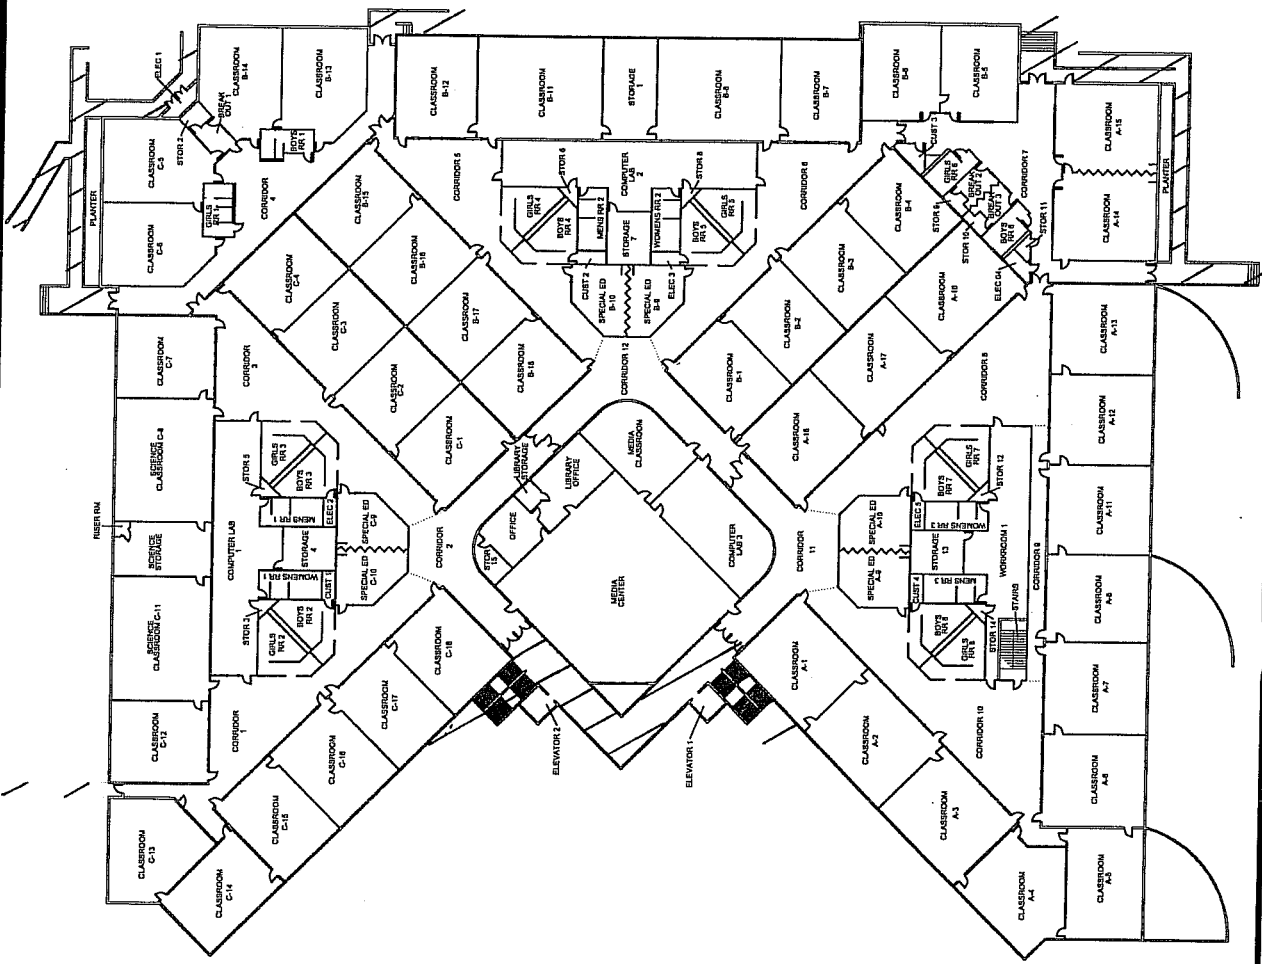 ELEC 1
CLASSROOM
B-14
CLASSROOM
B-13
BREAK
OUT 1
STOR 2
BOYS
RR 1
CLASSROOM
C-5
PLANTER
CLASSROOM
C-6
GIRLS
RR 1
CORRIDOR
4
CLASSROOM
B-12
CLASSROOM
B-11
STORAGE
1
CLASSROOM
B-7
CLASSROOM
B-5
CUST 3
CLASSROOM
A-15
CLASSROOM
A-14
PLANTER
CORRIDOR 5
CLASSROOM
B-15
CLASSROOM
B-16
CLASSROOM
B-17
CLASSROOM
B-18
STOR 6
COMPUTER
LAB
2
STOR 8
GIRLS
RR 4
BOYS
RR 4
MENS RR 2
STORAGE
7
WOMENS RR 2
GIRLS
RR 5
BOYS
RR 5
CUST 2
SPECIAL ED
B-10
SPECIAL ED
B-9
ELEC 3
CORRIDOR 6
CLASSROOM
B-4
CLASSROOM
B-3
CLASSROOM
B-2
CLASSROOM
B-1
GIRLS
RR 6
BREAK
OUT 2
BREAK
OUT 3
STOR 9
STOR 10
BOYS
RR 6
STOR 11
CORRIDOR 7
ELEC 04
CLASSROOM
A-18
CLASSROOM
A-17
CLASSROOM
A-16
CLASSROOM
C-4
CLASSROOM
C-3
CLASSROOM
C-2
CLASSROOM
C-1
CLASSROOM
C-7
CORRIDOR
3
SCIENCE
CLASSROOM C-8
RISER RM
SCIENCE
STORAGE
SCIENCE
CLASSROOM C-11
CLASSROOM
C-12
STOR 5
GIRLS
RR 3
BOYS
RR 3
COMPUTER LAB
1
MENS RR 1
ELEC 2
STORAGE
4
WOMENS
RR 1
CUST 1
SPECIAL ED
C-9
SPECIAL ED
C-10
STOR 3
BOYS
RR 2
GIRLS
RR 2
CORRIDOR
1
CORRIDOR
2
CORRIDOR 12
LIBRARY
STORAGE
LIBRARY
OFFICE
MEDIA
CLASSROOM
OFFICE
STOR
15
COMPUTER
LAB 3
MEDIA
CENTER
CORRIDOR
11
SPECIAL ED
A-10
SPECIAL ED
A-9
ELEC 5
BOYS
RR 7
GIRLS
RR 7
STOR 12
WOMENS
RR 3
STORAGE
13
MENS RR 3
CUST 4
WORKROOM 1
BOYS
RR 8
GIRLS
RR 8
STOR 14
STAIRS
CORRIDOR 8
CORRIDOR 9
CORRIDOR 10
CLASSROOM
A-13
CLASSROOM
A-12
CLASSROOM
A-11
CLASSROOM
A-7
CLASSROOM
A-6
CLASSROOM
A-5
CLASSROOM
A-4
CLASSROOM
A-3
CLASSROOM
A-2
CLASSROOM
A-1
ELEVATOR 1
ELEVATOR 2
CLASSROOM
C-18
CLASSROOM
C-17
CLASSROOM
C-16
CLASSROOM
C-15
CLASSROOM
C-14
CLASSROOM
C-13